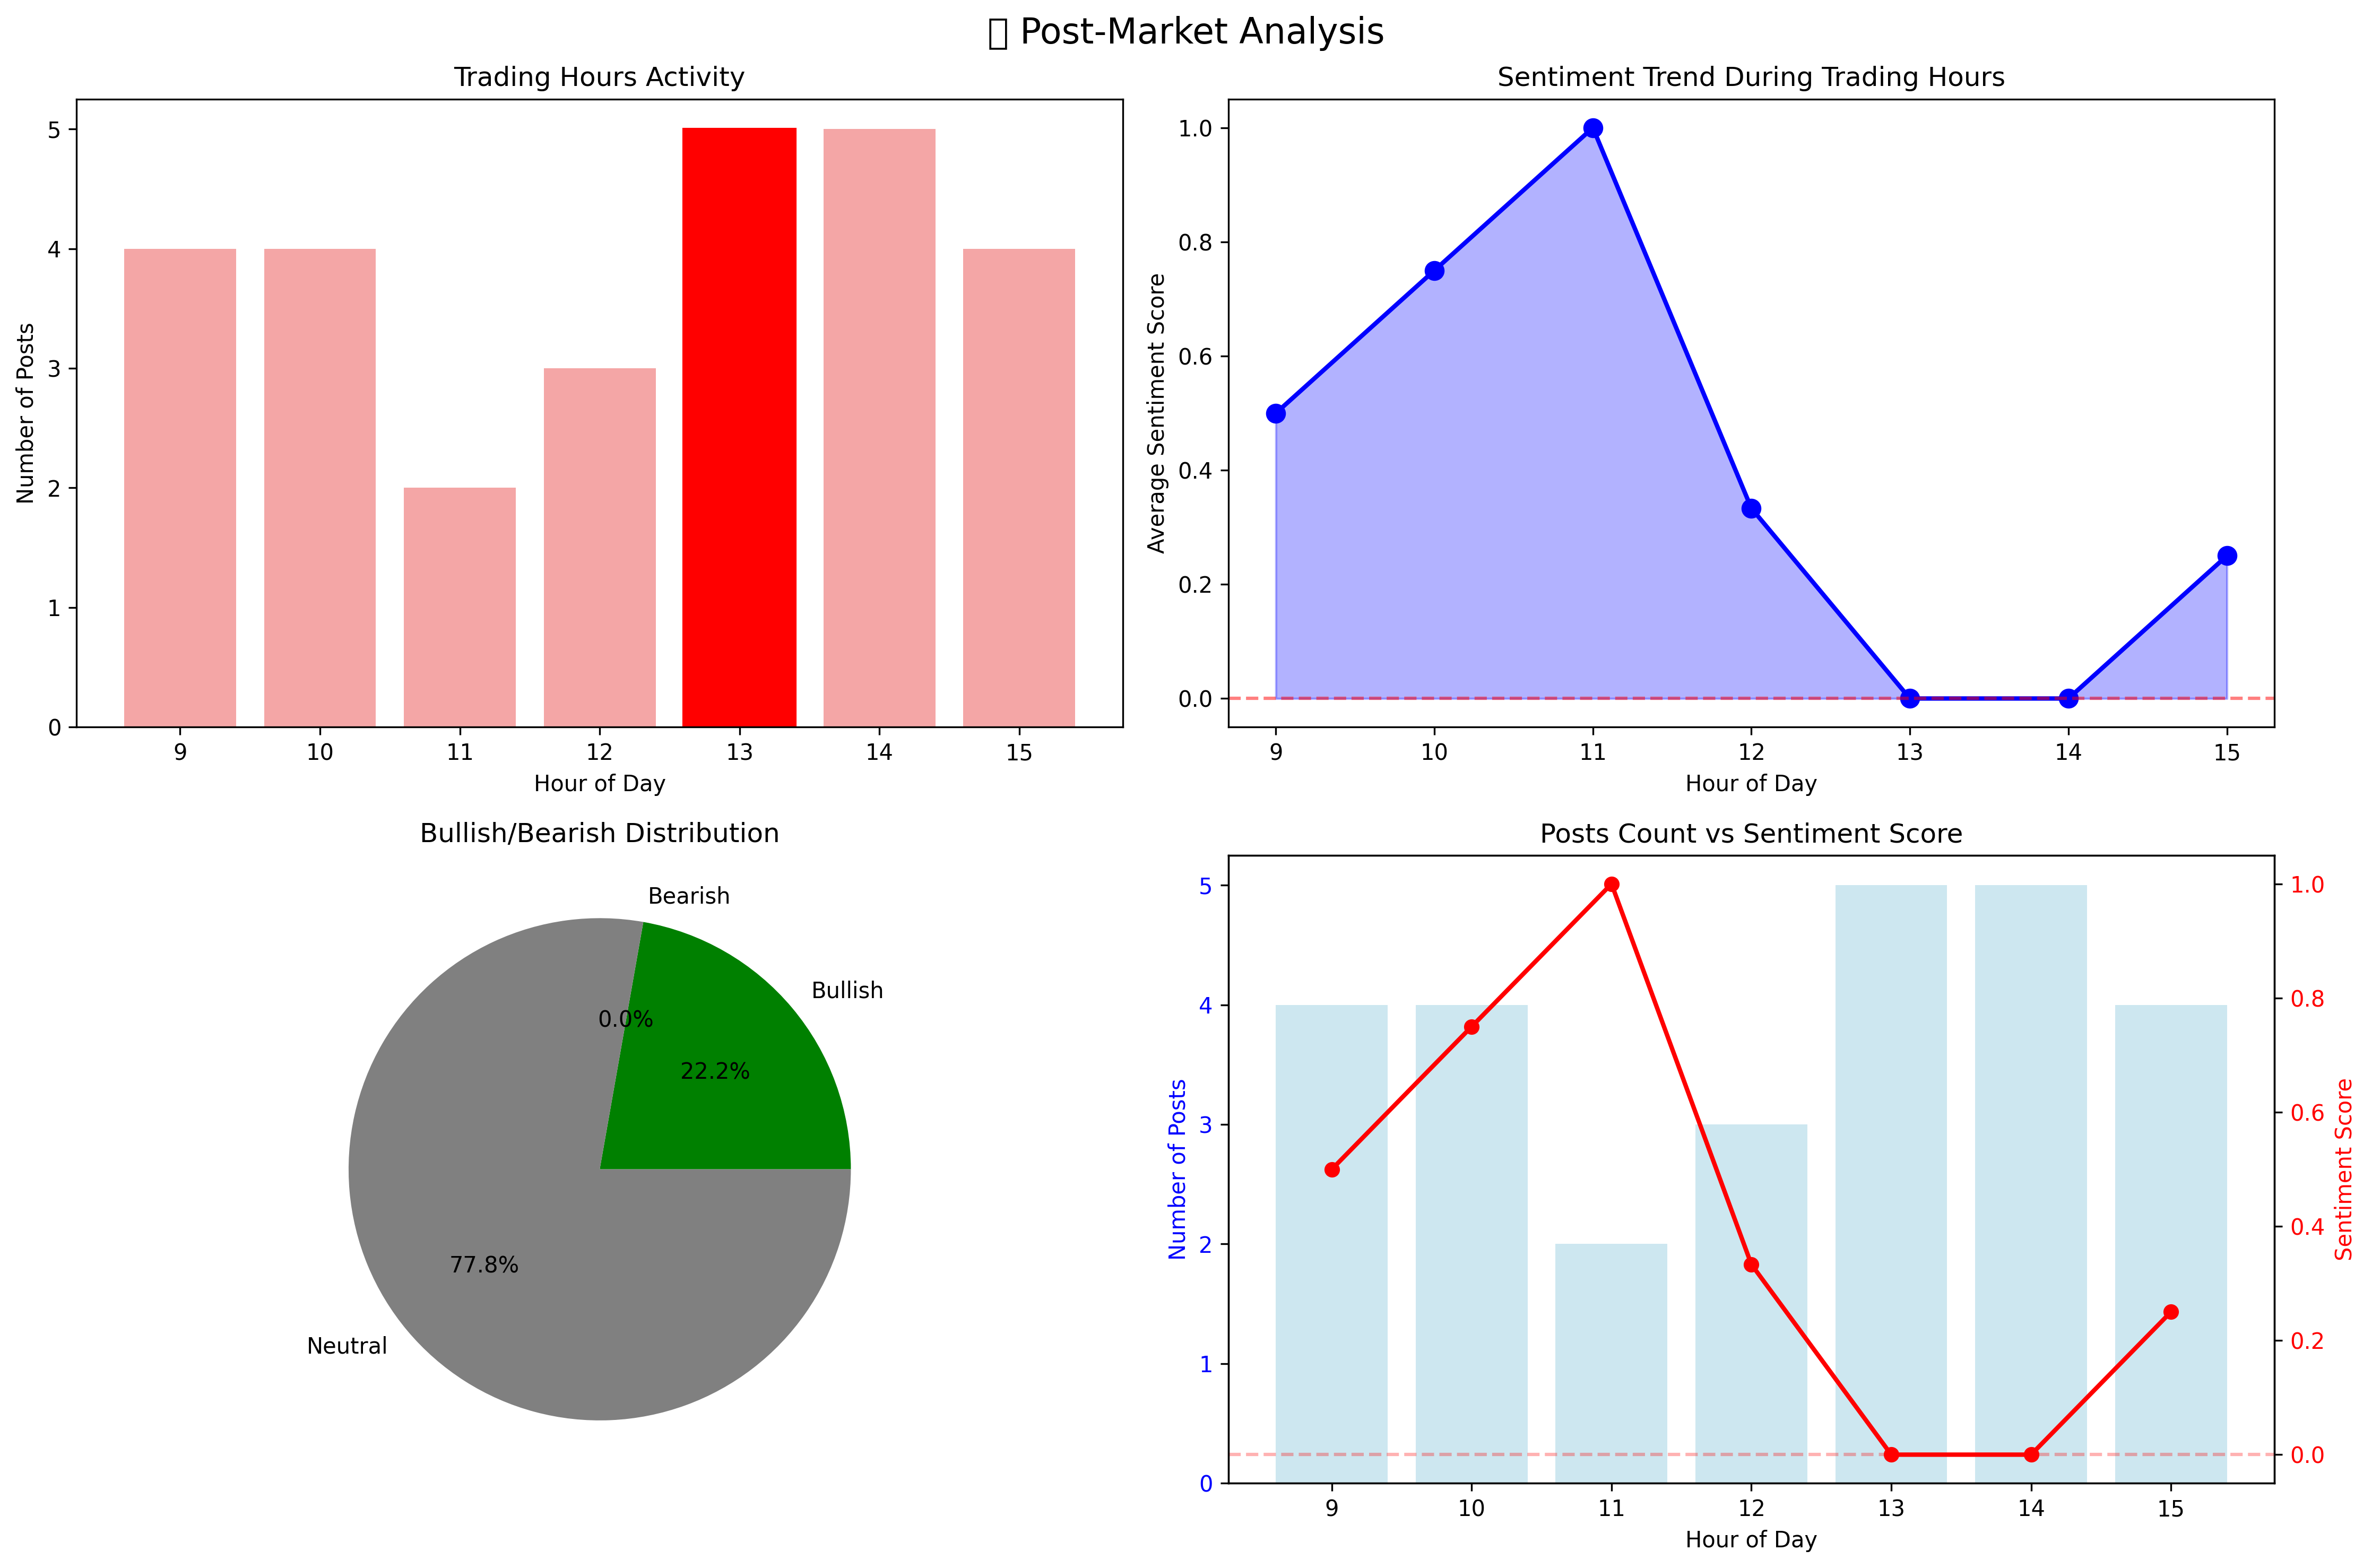 Post-Market Analysis
Trading Hours Activity
Number of Posts
5
4
3
2
1
0
9 10 11 12 13 14 15
Hour of Day
Sentiment Trend During Trading Hours
Average Sentiment Score
1.0
0.8
0.6
0.4
0.2
0.0
9 10 11 12 13 14 15
Hour of Day
Bullish/Bearish Distribution
Bearish
Bullish
0.0%
22.2%
77.8%
Neutral
Posts Count vs Sentiment Score
Number of Posts
5
4
3
2
1
0
1.0
0.8
0.6
0.4
0.2
0.0
Sentiment Score
9 10 11 12 13 14 15
Hour of Day